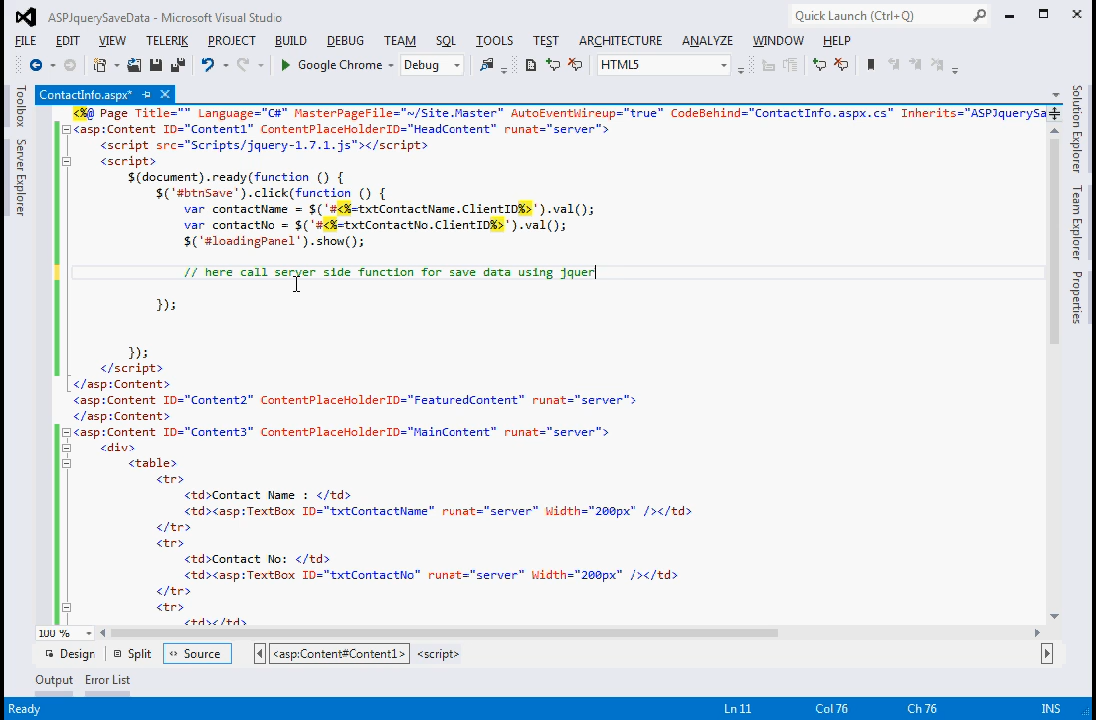 ASPJquerySaveData - Microsoft Visual Studio
Quick Launch (Ctrl+Q)
FILE EDIT VIEW TELERIK PROJECT BUILD DEBUG TEAM SQL TOOLS TEST ARCHITECTURE ANALYZE WINDOW HELP
Google Chrome Debug HTML5
ContactInfo.aspx*
Toolbox
Server Explorer
Solution Explorer
Team Explorer
Properties
<%@ Page Title="" Language="C#" MasterPageFile="~/Site.Master" AutoEventWireup="true" CodeBehind="ContactInfo.aspx.cs" Inherits="ASPJquerySa
<asp:Content ID="Content1" ContentPlaceHolderID="HeadContent" runat="server">
<script src="Scripts/jquery-1.7.1.js"></script>
<script>
$(document).ready(function () {
$('#btnSave').click(function () {
var contactName = $('#<%=txtContactName.ClientID%>').val();
var contactNo = $('#<%=txtContactNo.ClientID%>').val();
$('#loadingPanel').show();
// here call server side function for save data using jquer
});
});
</script>
</asp:Content>
<asp:Content ID="Content2" ContentPlaceHolderID="FeaturedContent" runat="server">
</asp:Content>
<asp:Content ID="Content3" ContentPlaceHolderID="MainContent" runat="server">
<div>
<table>
<tr>
<td>Contact Name : </td>
<td><asp:TextBox ID="txtContactName" runat="server" Width="200px" /></td>
</tr>
<tr>
<td>Contact No: </td>
<td><asp:TextBox ID="txtContactNo" runat="server" Width="200px" /></td>
</tr>
<tr>
<td></td>
100 %
Design Split Source <asp:Content#Content1> <script>
Output Error List
Ready Ln 11 Col 76 Ch 76 INS